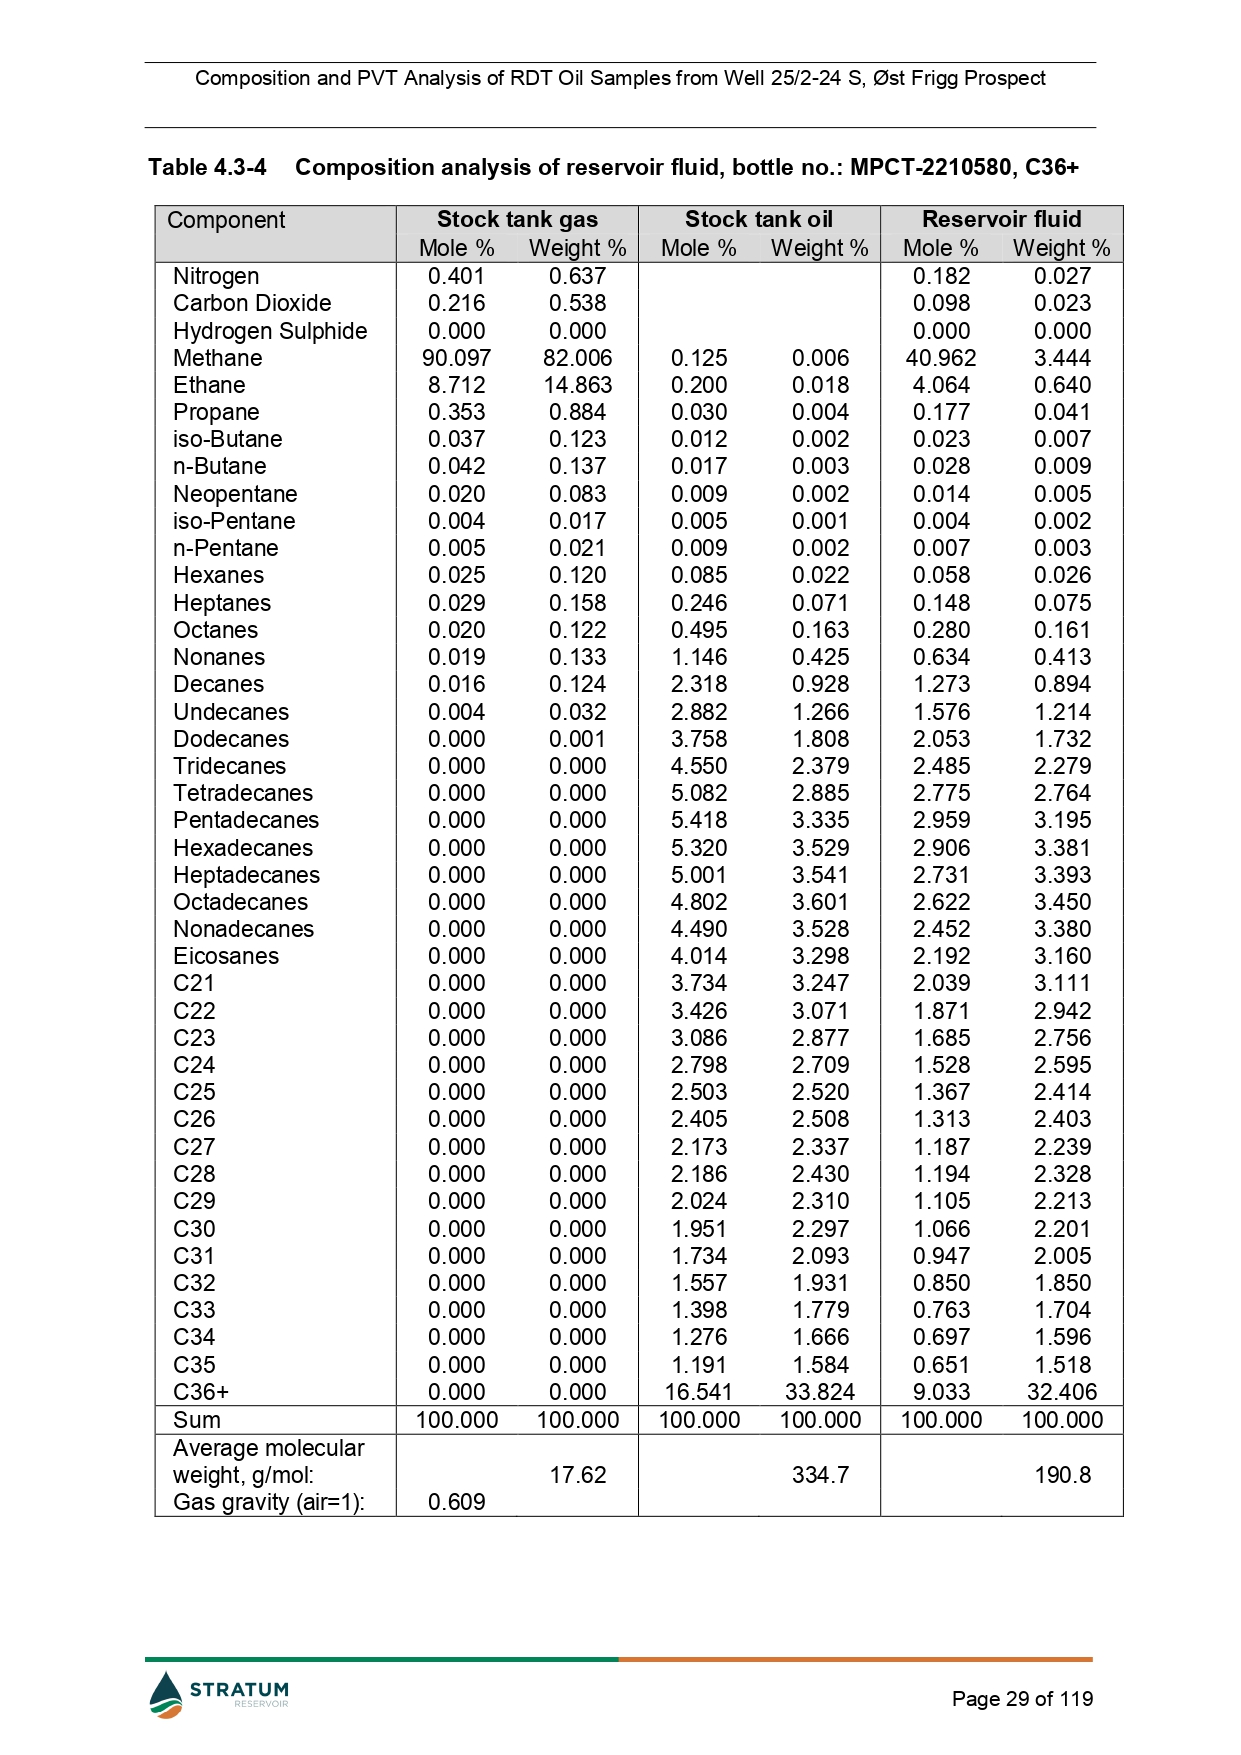 Composition and PVT Analysis of RDT Oil Samples from Well 25/2-24 S, Øst Frigg Prospect
Table 4.3-4 Composition analysis of reservoir fluid, bottle no.: MPCT-2210580, C36+
Component Stock tank gas Stock tank oil Reservoir fluid
Mole % Weight % Mole % Weight % Mole % Weight %
Nitrogen 0.401 0.637 0.182 0.027
Carbon Dioxide 0.216 0.538 0.098 0.023
Hydrogen Sulphide 0.000 0.000 0.000 0.000
Methane 90.097 82.006 0.125 0.006 40.962 3.444
Ethane 8.712 14.863 0.200 0.018 4.064 0.640
Propane 0.353 0.884 0.030 0.004 0.177 0.041
iso-Butane 0.037 0.123 0.012 0.002 0.023 0.007
n-Butane 0.042 0.137 0.017 0.003 0.028 0.009
Neopentane 0.020 0.083 0.009 0.002 0.014 0.005
iso-Pentane 0.004 0.017 0.005 0.001 0.004 0.002
n-Pentane 0.005 0.021 0.009 0.002 0.007 0.003
Hexanes 0.025 0.120 0.085 0.022 0.058 0.026
Heptanes 0.029 0.158 0.246 0.071 0.148 0.075
Octanes 0.020 0.122 0.495 0.163 0.280 0.161
Nonanes 0.019 0.133 1.146 0.425 0.634 0.413
Decanes 0.016 0.124 2.318 0.928 1.273 0.894
Undecanes 0.004 0.032 2.882 1.266 1.576 1.214
Dodecanes 0.000 0.001 3.758 1.808 2.053 1.732
Tridecanes 0.000 0.000 4.550 2.379 2.485 2.279
Tetradecanes 0.000 0.000 5.082 2.885 2.775 2.764
Pentadecanes 0.000 0.000 5.418 3.335 2.959 3.195
Hexadecanes 0.000 0.000 5.320 3.529 2.906 3.381
Heptadecanes 0.000 0.000 5.001 3.541 2.731 3.393
Octadecanes 0.000 0.000 4.802 3.601 2.622 3.450
Nonadecanes 0.000 0.000 4.490 3.528 2.452 3.380
Eicosanes 0.000 0.000 4.014 3.298 2.192 3.160
C21 0.000 0.000 3.734 3.247 2.039 3.111
C22 0.000 0.000 3.426 3.071 1.871 2.942
C23 0.000 0.000 3.086 2.877 1.685 2.756
C24 0.000 0.000 2.798 2.709 1.528 2.595
C25 0.000 0.000 2.503 2.520 1.367 2.414
C26 0.000 0.000 2.405 2.508 1.313 2.403
C27 0.000 0.000 2.173 2.337 1.187 2.239
C28 0.000 0.000 2.186 2.430 1.194 2.328
C29 0.000 0.000 2.024 2.310 1.105 2.213
C30 0.000 0.000 1.951 2.297 1.066 2.201
C31 0.000 0.000 1.734 2.093 0.947 2.005
C32 0.000 0.000 1.557 1.931 0.850 1.850
C33 0.000 0.000 1.398 1.779 0.763 1.704
C34 0.000 0.000 1.276 1.666 0.697 1.596
C35 0.000 0.000 1.191 1.584 0.651 1.518
C36+ 0.000 0.000 16.541 33.824 9.033 32.406
Sum 100.000 100.000 100.000 100.000 100.000 100.000
Average molecular
weight, g/mol: 17.62 334.7 190.8
Gas gravity (air=1): 0.609
STRATUM
RESERVOIR
Page 29 of 119